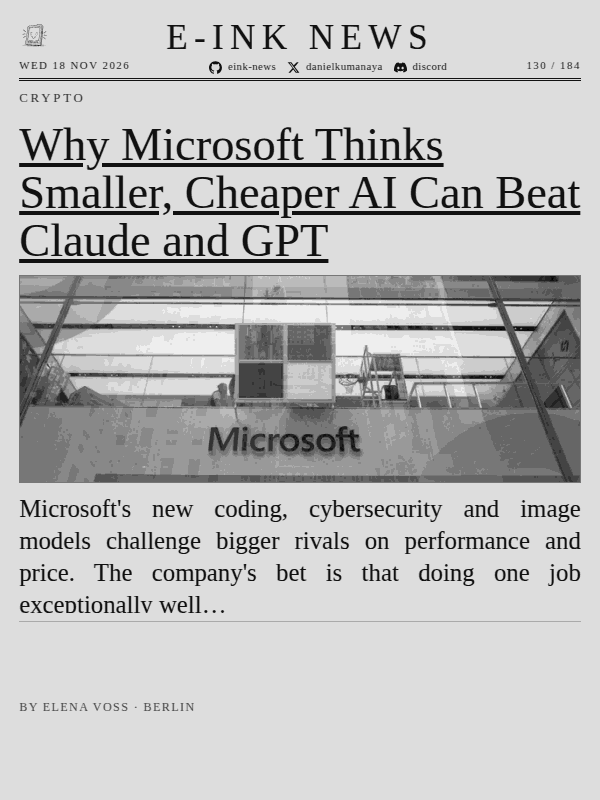 E-INK NEWS
WED 18 NOV 2026
eink-news danielkumanaya discord
130 / 184
CRYPTO
Why Microsoft Thinks
Smaller, Cheaper AI Can Beat
Claude and GPT
Microsoft
Microsoft's new coding, cybersecurity and image
models challenge bigger rivals on performance and
price. The company's bet is that doing one job
exceptionally well…
BY ELENA VOSS · BERLIN